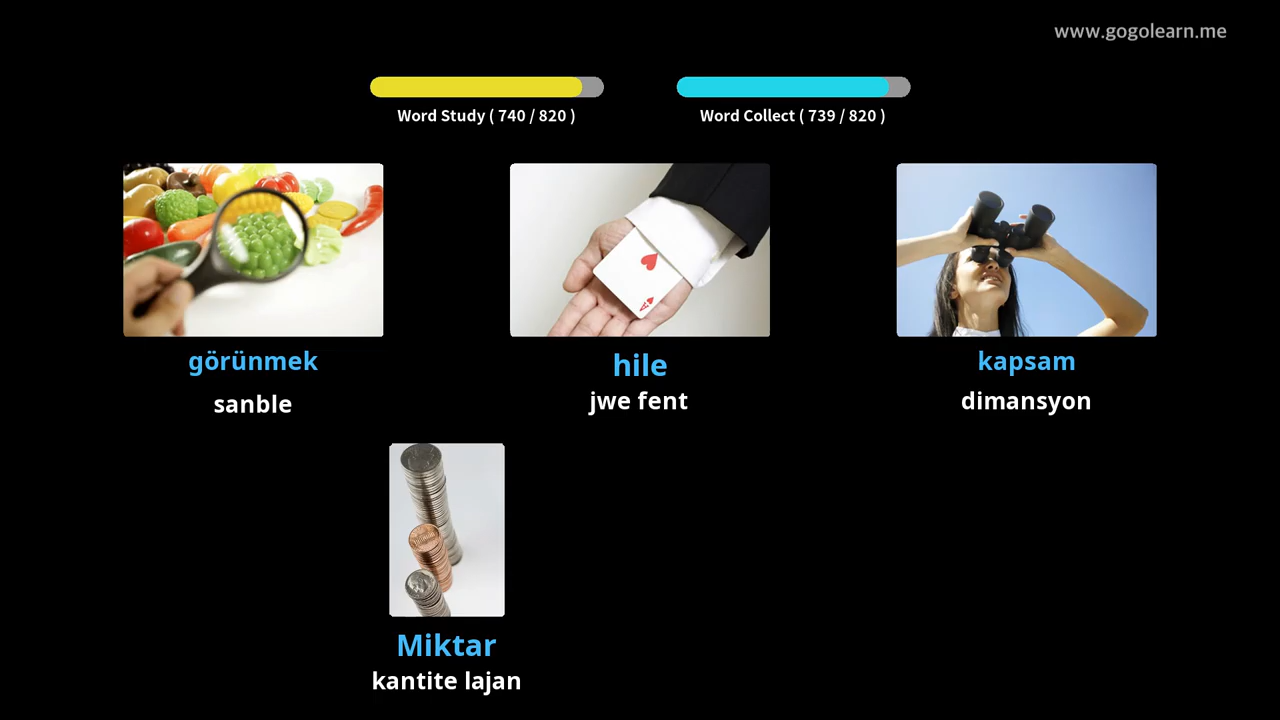 www.gogolearn.me
Word Study ( 740 / 820 )
Word Collect ( 739 / 820 )
görünmek
sanble
hile
jwe fent
kapsam
dimansyon
Miktar
kantite lajan